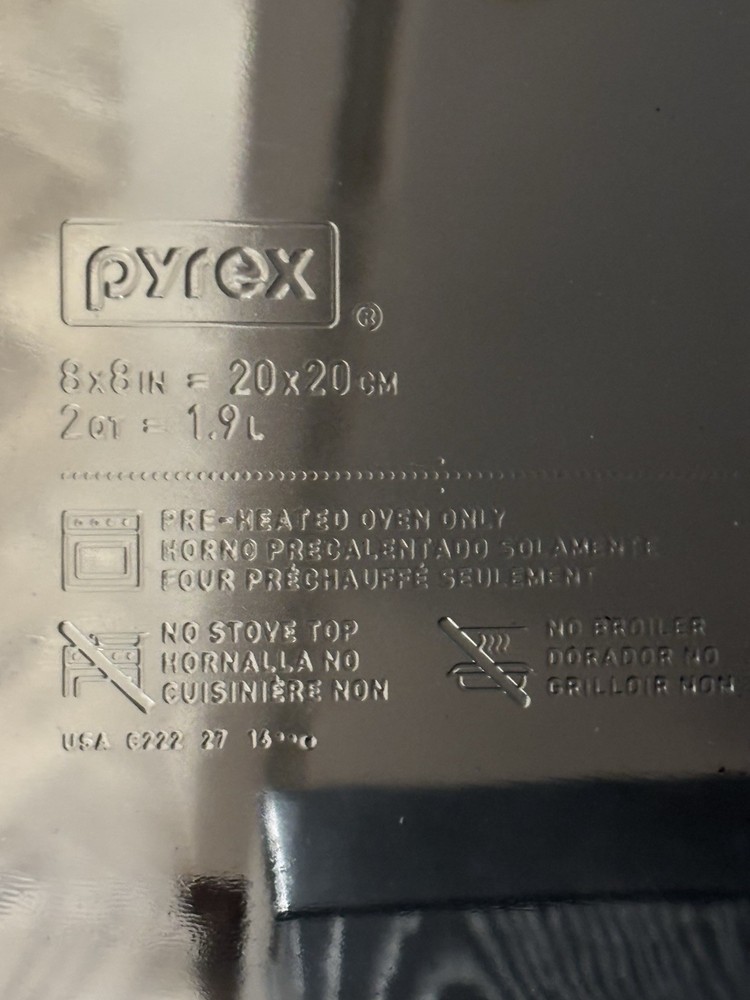 pyrex ®
8x8 IN = 20x20 CM
2 QT = 1.9 L
PRE-HEATED OVEN ONLY
HORNO PRECALENTADO SOLAMENTE
FOUR PRÉCHAUFFÉ SEULEMENT
NO STOVE TOP
HORNALLA NO
CUISINIÈRE NON
NO BROILER
DORADOR NO
GRILLOIR NON
USA G222 27